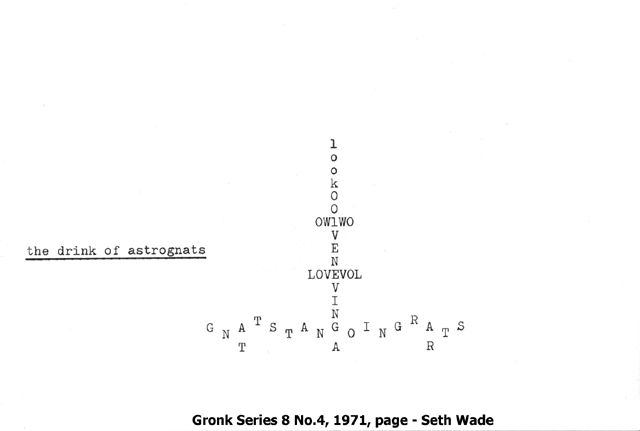 l
o
o
k
O
O
OWlWO
V
E
the drink of astrognats
N
LOVEVOL
V
I
N
G N A T S T A N G O I N G R A T S
T A R
Gronk Series 8 No.4, 1971, page - Seth Wade